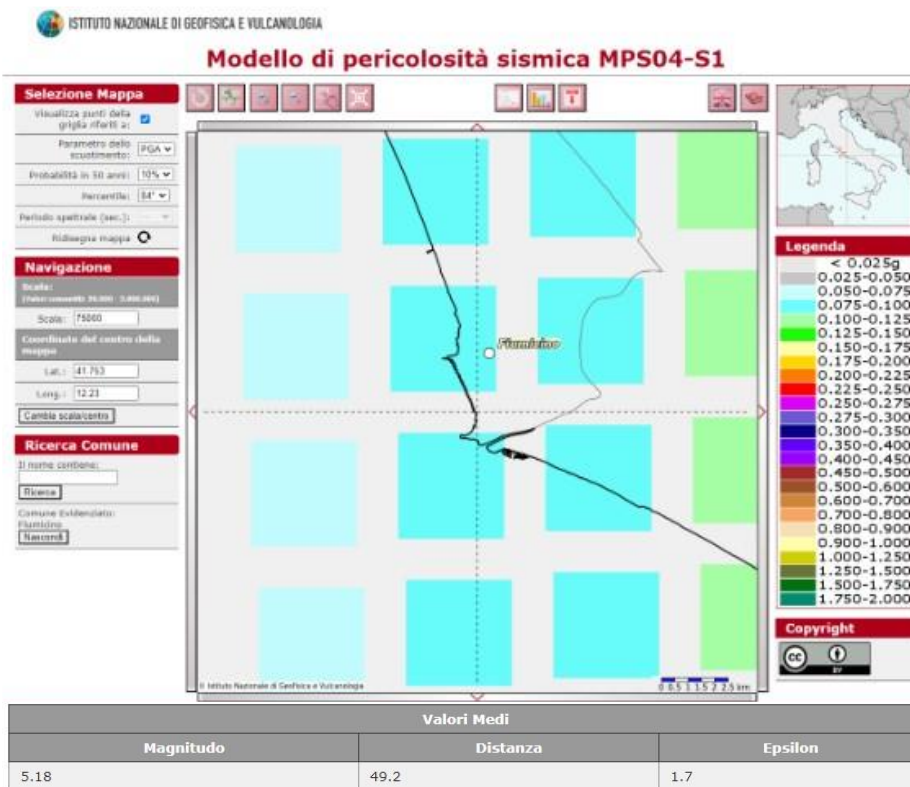 ISTITUTO NAZIONALE DI GEOFISICA E VULCANOLOGIA
Modello di pericolosità sismica MPS04-S1
Selezione Mappa
Visualizza punti della
griglia riferiti a:
Parametro dello
scuotimento: PGA
Probabilità in 50 anni: 10%
Percentile: 84°
Periodo spettrale (sec.):
Ridisegna mappa
Navigazione
Scala:
Scala: 75000
Coordinate del centro della
mappa
Lat.: 41.753
Long.: 12.23
Cambia scala/centro
Ricerca Comune
Il nome contiene:
Ricerca
Comune Evidenziato:
Fiumicino
Nascondi
Fiumicino
© Istituto Nazionale di Geofisica e Vulcanologia
0 0.5 1 1.5 2 2.5 km
Legenda
< 0.025g
0.025-0.050
0.050-0.075
0.075-0.100
0.100-0.125
0.125-0.150
0.150-0.175
0.175-0.200
0.200-0.225
0.225-0.250
0.250-0.275
0.275-0.300
0.300-0.350
0.350-0.400
0.400-0.450
0.450-0.500
0.500-0.600
0.600-0.700
0.700-0.800
0.800-0.900
0.900-1.000
1.000-1.250
1.250-1.500
1.500-1.750
1.750-2.000
Copyright
cc BY
Valori Medi
Magnitudo Distanza Epsilon
5.18 49.2 1.7